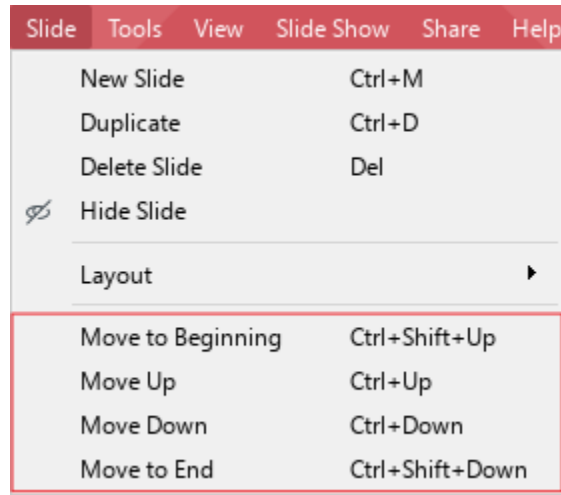 Slide Tools View Slide Show Share Help
New Slide Ctrl+M
Duplicate Ctrl+D
Delete Slide Del
Hide Slide
Layout
Move to Beginning Ctrl+Shift+Up
Move Up Ctrl+Up
Move Down Ctrl+Down
Move to End Ctrl+Shift+Down